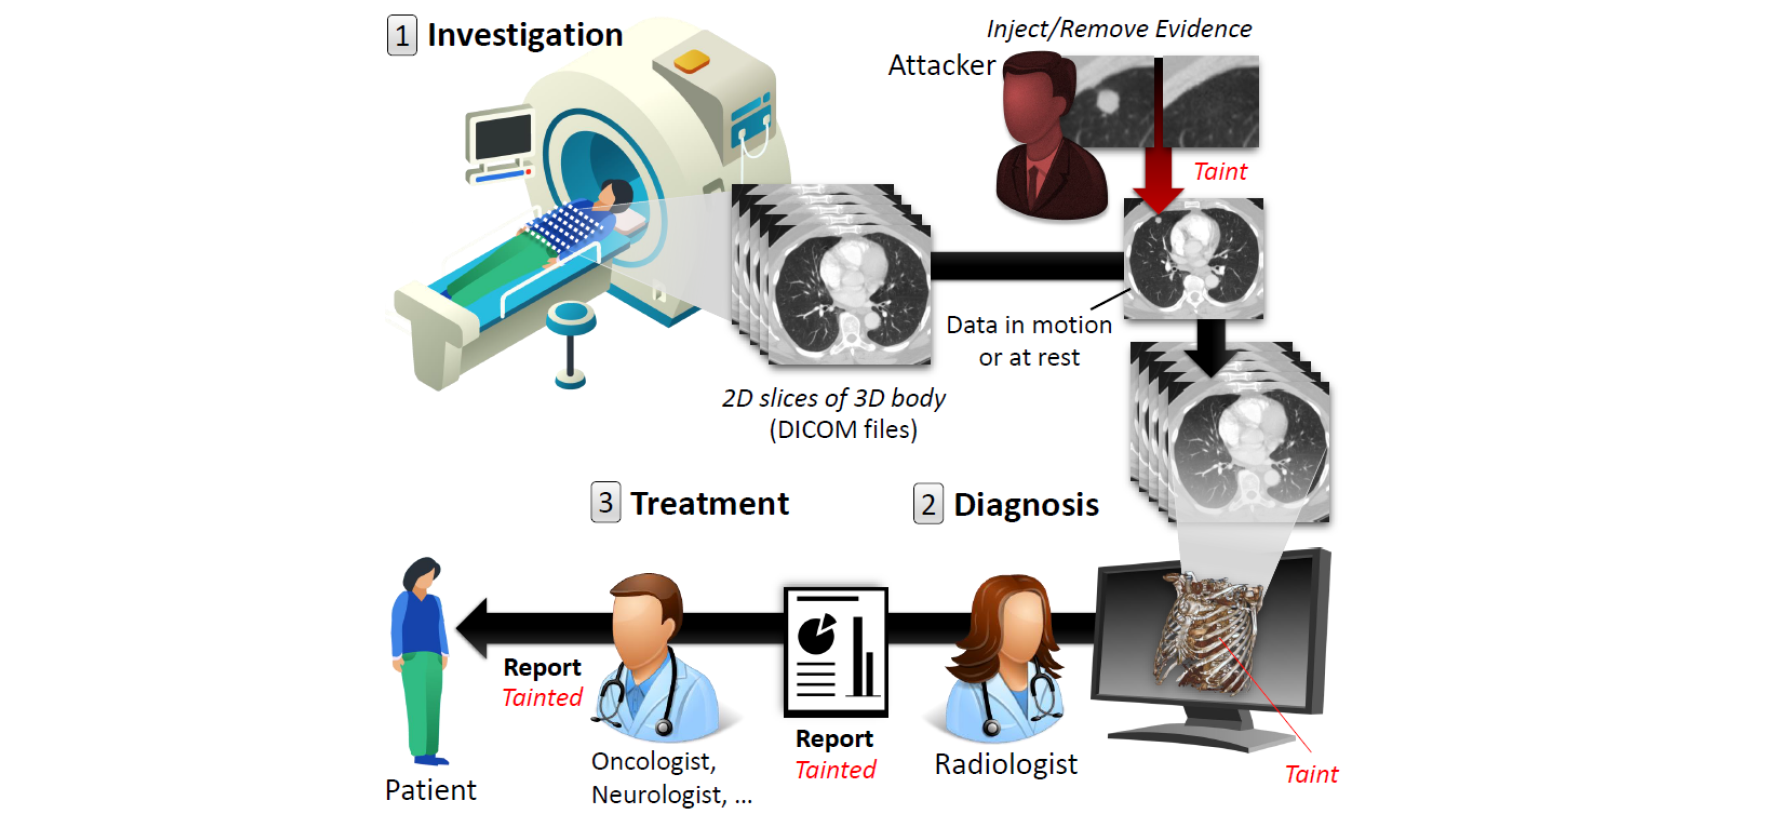 1 Investigation
Inject/Remove Evidence
Attacker
Taint
Data in motion
or at rest
2D slices of 3D body
(DICOM files)
3 Treatment
2 Diagnosis
Report
Tainted
Report
Tainted
Oncologist,
Neurologist, ...
Radiologist
Patient
Taint